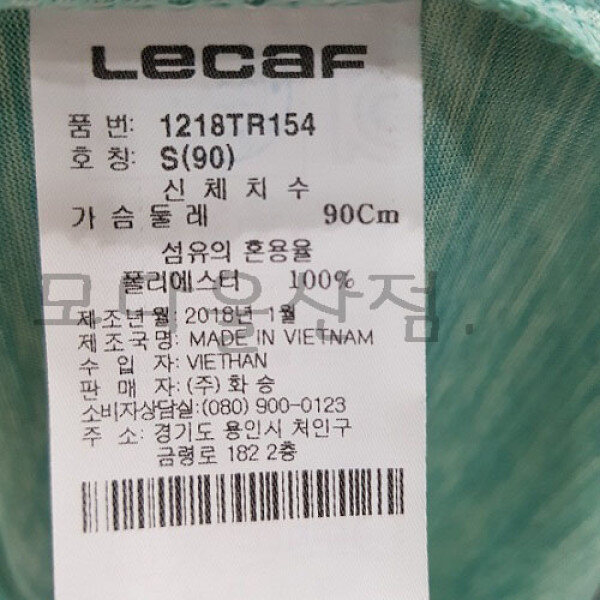 Lecaf
품 번: 1218TR154
호 칭: S(90)
신 체 치 수
가 슴 둘 레 90Cm
섬유의 혼용율
폴리에스터 100%
모다울산점.
제조년월: 2018년 1월
제조국명: MADE IN VIETNAM
수 입 자: VIETHAN
판 매 자: (주) 화 승
소비자상담실: (080) 900-0123
주 소: 경기도 용인시 처인구
금령로 182 2층